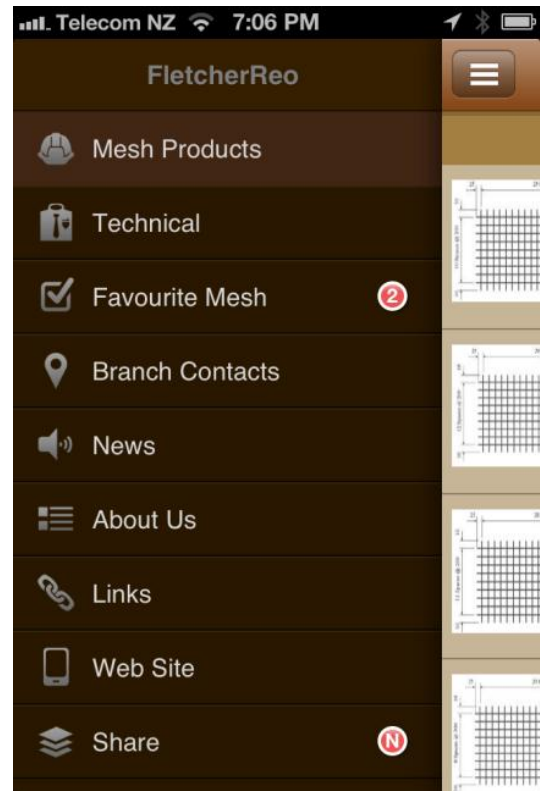 Telecom NZ 7:06 PM
FletcherReo
Mesh Products
Technical
Favourite Mesh 2
Branch Contacts
News
About Us
Links
Web Site
Share N